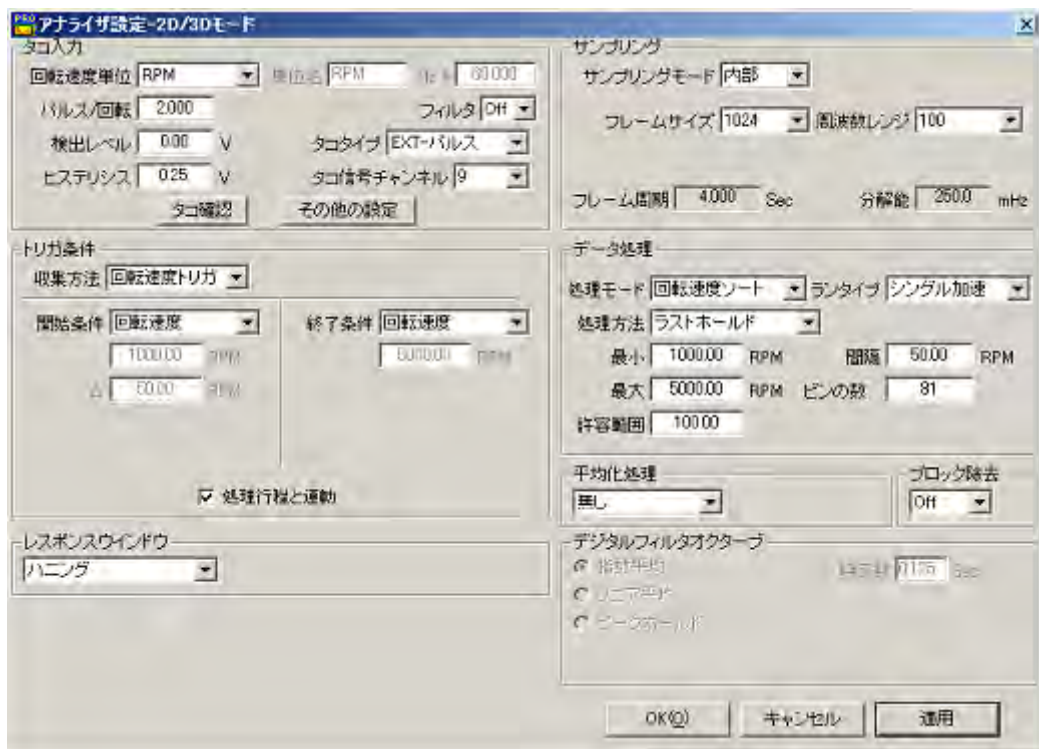 PRO アナライザ設定-2D/3Dモード
タコ入力
回転速度単位 RPM 単位名 RPM 60.000
パルス/回転 2.000 フィルタ Off
検出レベル 0.00 V タコタイプ EXT-パルス
ヒステリシス 0.25 V タコ信号チャンネル 9
タコ確認 その他の設定
トリガ条件
収集方法 回転速度トリガ
開始条件 回転速度 終了条件 回転速度
1000.00 RPM 5000.00 RPM
△ 50.00 RPM
処理行程と連動
レスポンスウインドウ
ハニング
サンプリング
サンプリングモード 内部
フレームサイズ 1024 周波数レンジ 100
フレーム周期 4.000 Sec 分解能 250.0 mHz
データ処理
処理モード 回転速度ソート ランタイプ シングル加速
処理方法 ラストホールド
最小 1000.00 RPM 間隔 50.00 RPM
最大 5000.00 RPM ビンの数 81
許容範囲 100.00
平均化処理
無し
ブロック除去
Off
デジタルフィルタオクターブ
指数平均 時定数 0.125 Sec
リニア平均
ピークホールド
OK(O) キャンセル 適用